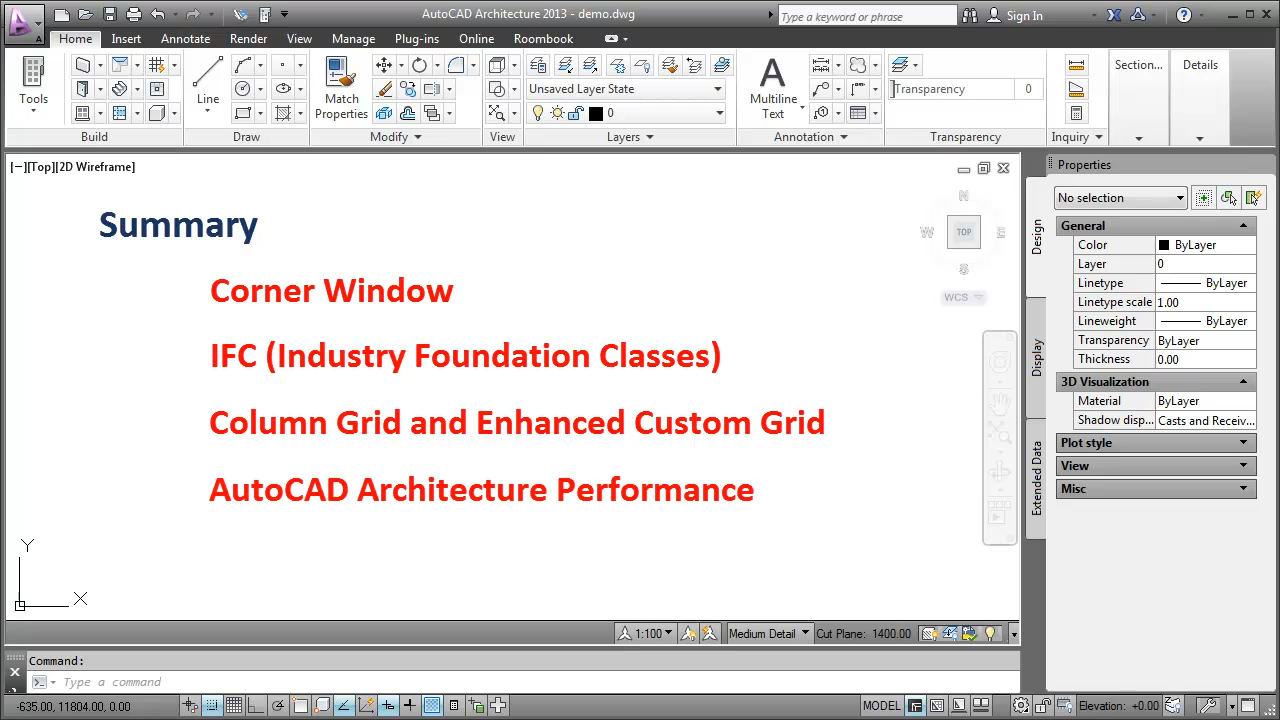 AutoCAD Architecture 2013 - demo.dwg
Type a keyword or phrase
Sign In
Home Insert Annotate Render View Manage Plug-ins Online Roombook
Tools
Line
Match Properties
Unsaved Layer State
0
Multiline Text
Transparency 0
Section...
Details
Build Draw Modify View Layers Annotation Transparency Inquiry
[−][Top][2D Wireframe]
N
W TOP E
S
WCS
Summary
Corner Window
IFC (Industry Foundation Classes)
Column Grid and Enhanced Custom Grid
AutoCAD Architecture Performance
Y
X
Properties
No selection
Design
Display
Extended Data
General
Color ByLayer
Layer 0
Linetype ByLayer
Linetype scale 1.00
Lineweight ByLayer
Transparency ByLayer
Thickness 0.00
3D Visualization
Material ByLayer
Shadow disp... Casts and Receiv...
Plot style
View
Misc
1:100 Medium Detail Cut Plane: 1400.00
Command:
Type a command
-635.00, 11804.00, 0.00
MODEL
Elevation: +0.00